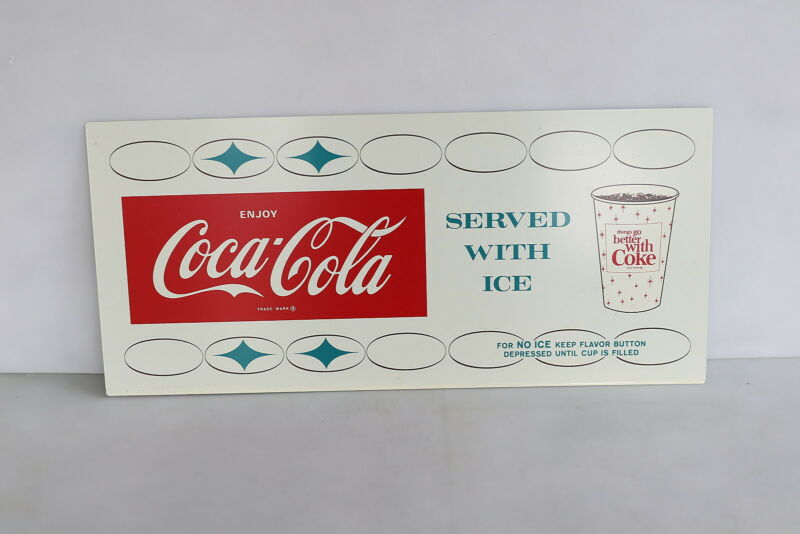 ENJOY
Coca-Cola
TRADE MARK ®
SERVED
WITH
ICE
things go
better
with
Coke
FOR NO ICE KEEP FLAVOR BUTTON
DEPRESSED UNTIL CUP IS FILLED